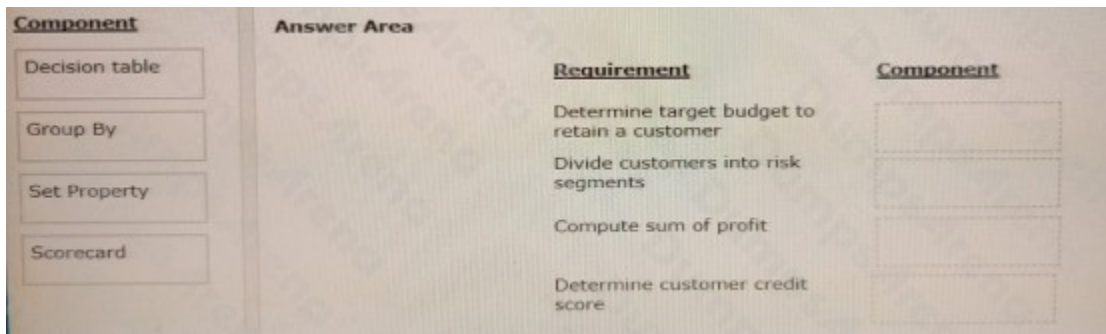 Component
Answer Area
Decision table
Group By
Set Property
Scorecard
Requirement
Component
Determine target budget to
retain a customer
Divide customers into risk
segments
Compute sum of profit
Determine customer credit
score